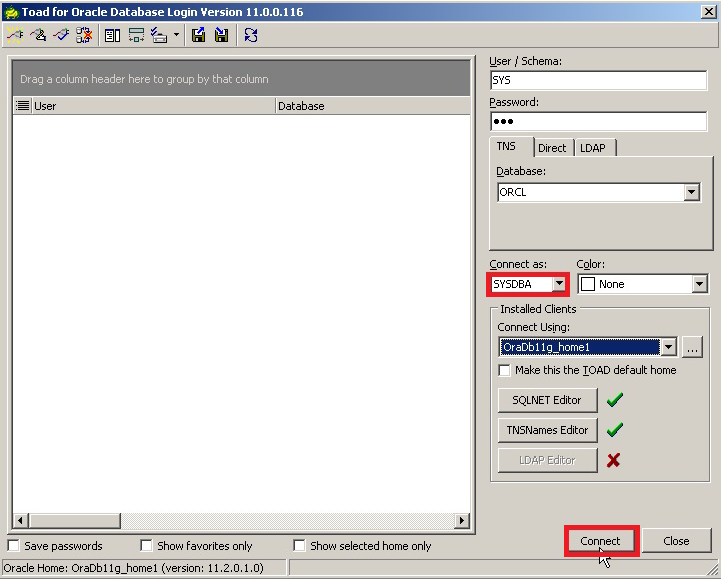 Toad for Oracle Database Login Version 11.0.0.116
Drag a column header here to group by that column
User Database
User / Schema:
SYS
Password:
●●●
TNS Direct LDAP
Database:
ORCL
Connect as: Color:
SYSDBA None
Installed Clients
Connect Using:
OraDb11g_home1
...
Make this the TOAD default home
SQLNET Editor
TNSNames Editor
LDAP Editor
Connect Close
Save passwords Show favorites only Show selected home only
Oracle Home: OraDb11g_home1 (version: 11.2.0.1.0)